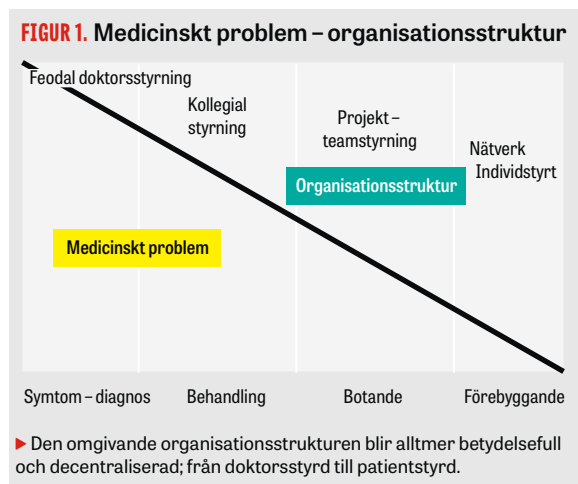 FIGUR 1. Medicinskt problem – organisationsstruktur
Feodal doktorsstyrning
Kollegial
styrning
Projekt –
teamstyrning
Nätverk
Individstyrt
Organisationsstruktur
Medicinskt problem
Symtom – diagnos Behandling Botande Förebyggande
Den omgivande organisationsstrukturen blir alltmer betydelsefull
och decentraliserad; från doktorsstyrd till patientstyrd.